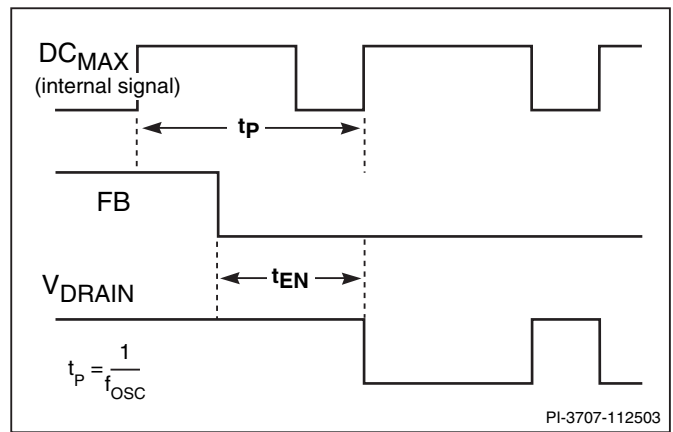 DCMAX
(internal signal)
tP
FB
tEN
VDRAIN
tP = 1/fOSC
PI-3707-112503